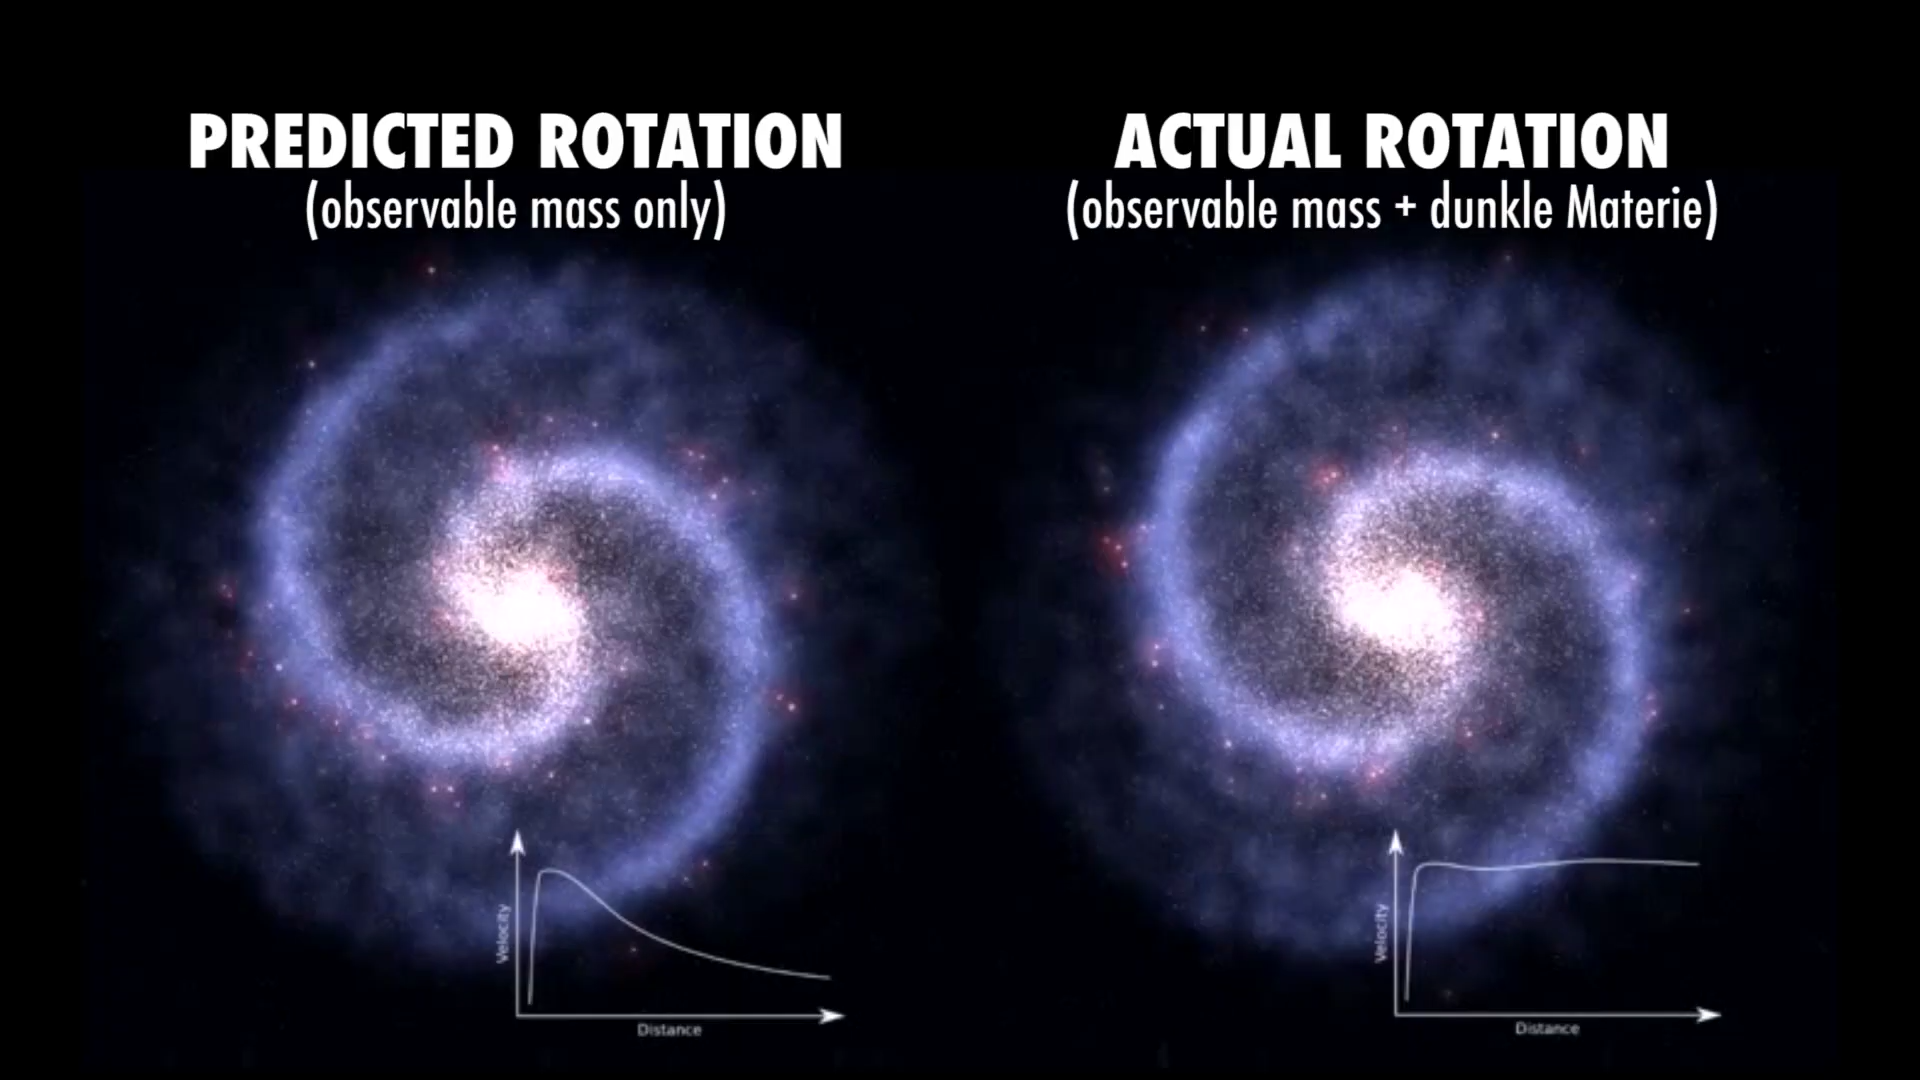 PREDICTED ROTATION
(observable mass only)
Velocity
Distance
ACTUAL ROTATION
(observable mass + dunkle Materie)
Velocity
Distance